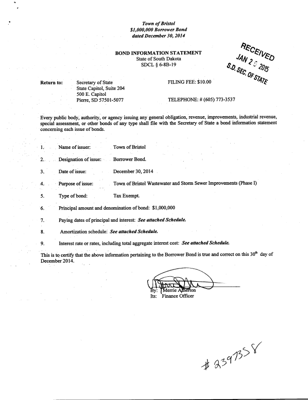 Town of Bristol
$1,000,000 Borrower Bond
dated December 30, 2014
BOND INFORMATION STATEMENT
State of South Dakota
SDCL § 6-8B-19
RECEIVED
JAN 2 2015
S.D. SEC. OF STATE
Return to: Secretary of State FILING FEE: $10.00
State Capitol, Suite 204
500 E. Capitol
Pierre, SD 57501-5077 TELEPHONE: # (605) 773-3537
Every public body, authority, or agency issuing any general obligation, revenue, improvements, industrial revenue,
special assessment, or other bonds of any type shall file with the Secretary of State a bond information statement
concerning each issue of bonds.
1. Name of issuer: Town of Bristol
2. Designation of issue: Borrower Bond.
3. Date of issue: December 30, 2014
4. Purpose of issue: Town of Bristol Wastewater and Storm Sewer Improvements (Phase I)
5. Type of bond: Tax Exempt.
6. Principal amount and denomination of bond: $1,000,000
7. Paying dates of principal and interest: See attached Schedule.
8. Amortization schedule: See attached Schedule.
9. Interest rate or rates, including total aggregate interest cost: See attached Schedule.
This is to certify that the above information pertaining to the Borrower Bond is true and correct on this 30th day of
December 2014.
By:
Its: Finance Officer
# 2397358